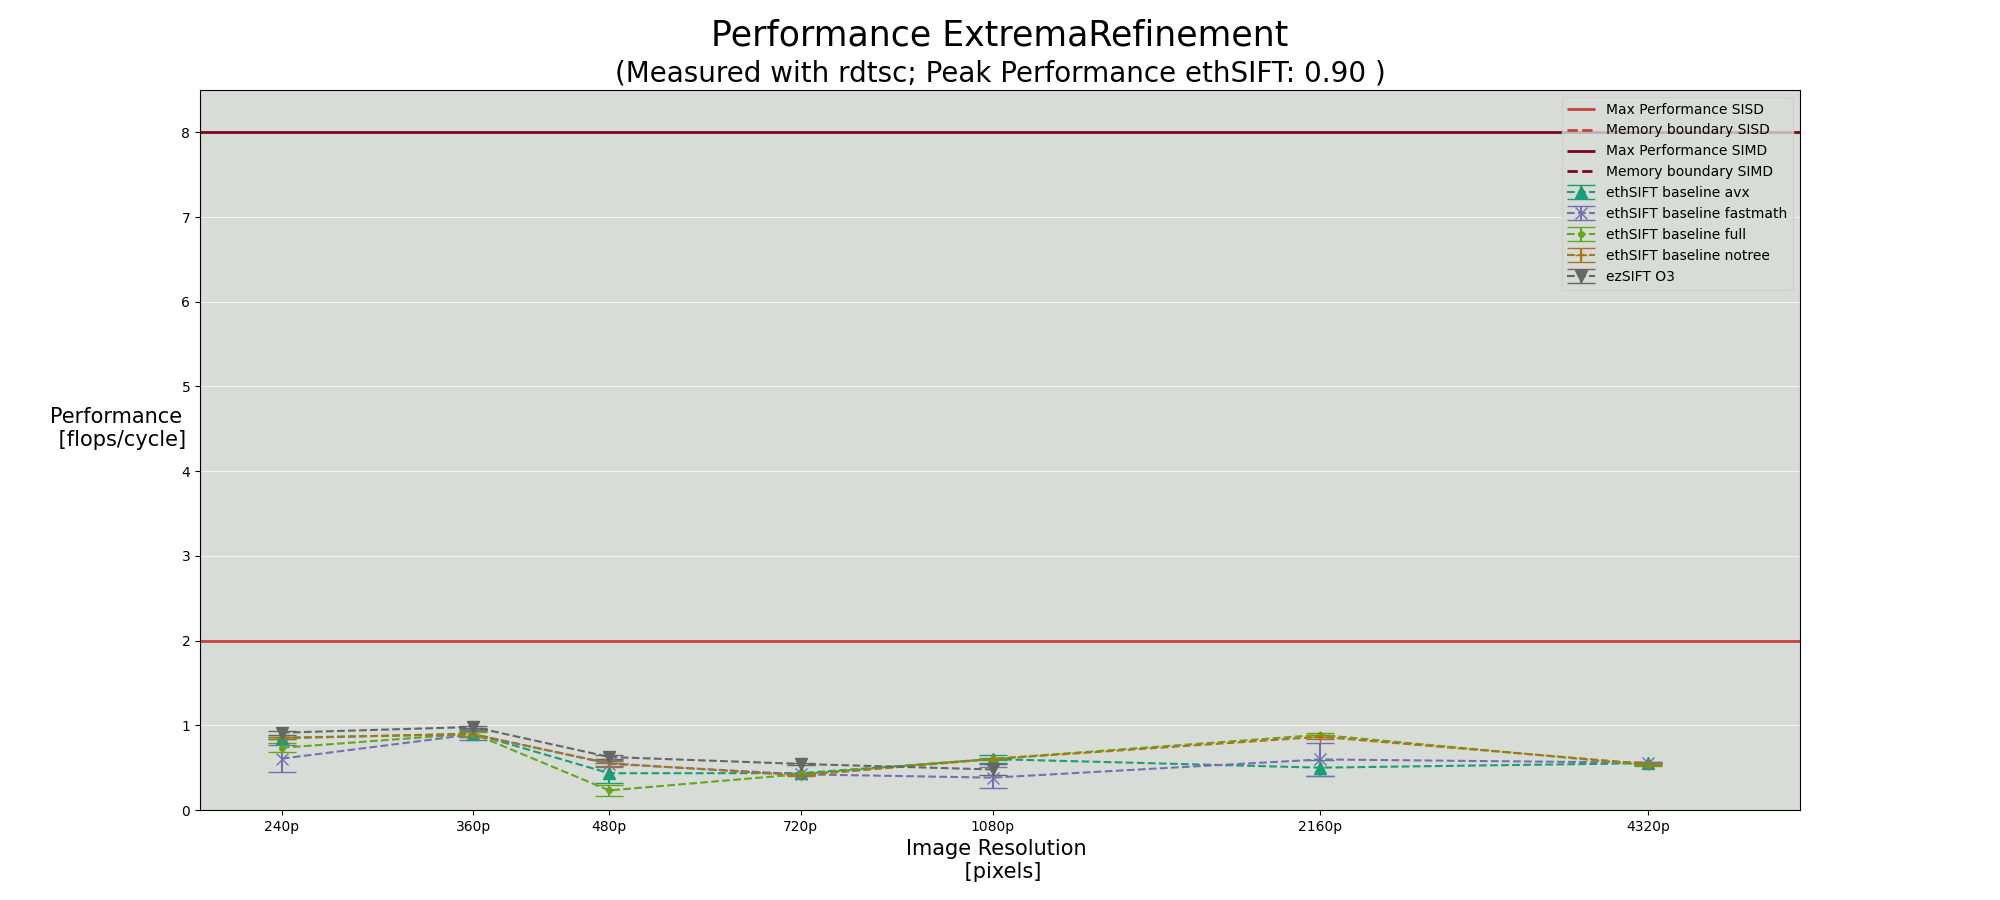 Performance ExtremaRefinement
(Measured with rdtsc; Peak Performance ethSIFT: 0.90 )
Max Performance SISD
Memory boundary SISD
Max Performance SIMD
Memory boundary SIMD
ethSIFT baseline avx
ethSIFT baseline fastmath
ethSIFT baseline full
ethSIFT baseline notree
ezSIFT O3
8
7
6
5
4
3
2
1
0
Performance
[flops/cycle]
240p 360p 480p 720p 1080p 2160p 4320p
Image Resolution
[pixels]